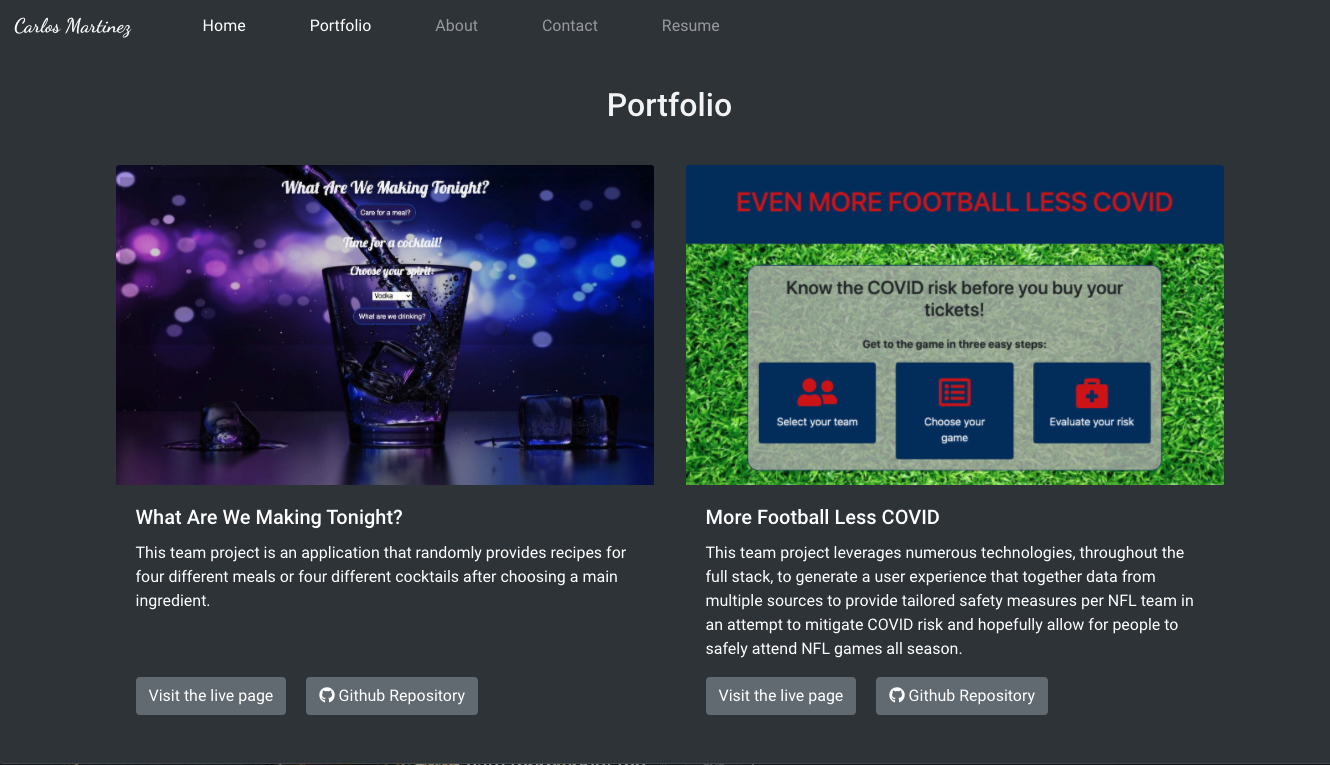 Carlos Martinez
Home
Portfolio
About
Contact
Resume
Portfolio
What Are We Making Tonight?
Care for a meal?
Time for a cocktail!
Choose your spirit:
Vodka
What are we drinking?
EVEN MORE FOOTBALL LESS COVID
Know the COVID risk before you buy your
tickets!
Get to the game in three easy steps:
Select your team
Choose your
game
Evaluate your risk
What Are We Making Tonight?
This team project is an application that randomly provides recipes for
four different meals or four different cocktails after choosing a main
ingredient.
Visit the live page
Github Repository
More Football Less COVID
This team project leverages numerous technologies, throughout the
full stack, to generate a user experience that together data from
multiple sources to provide tailored safety measures per NFL team in
an attempt to mitigate COVID risk and hopefully allow for people to
safely attend NFL games all season.
Visit the live page
Github Repository